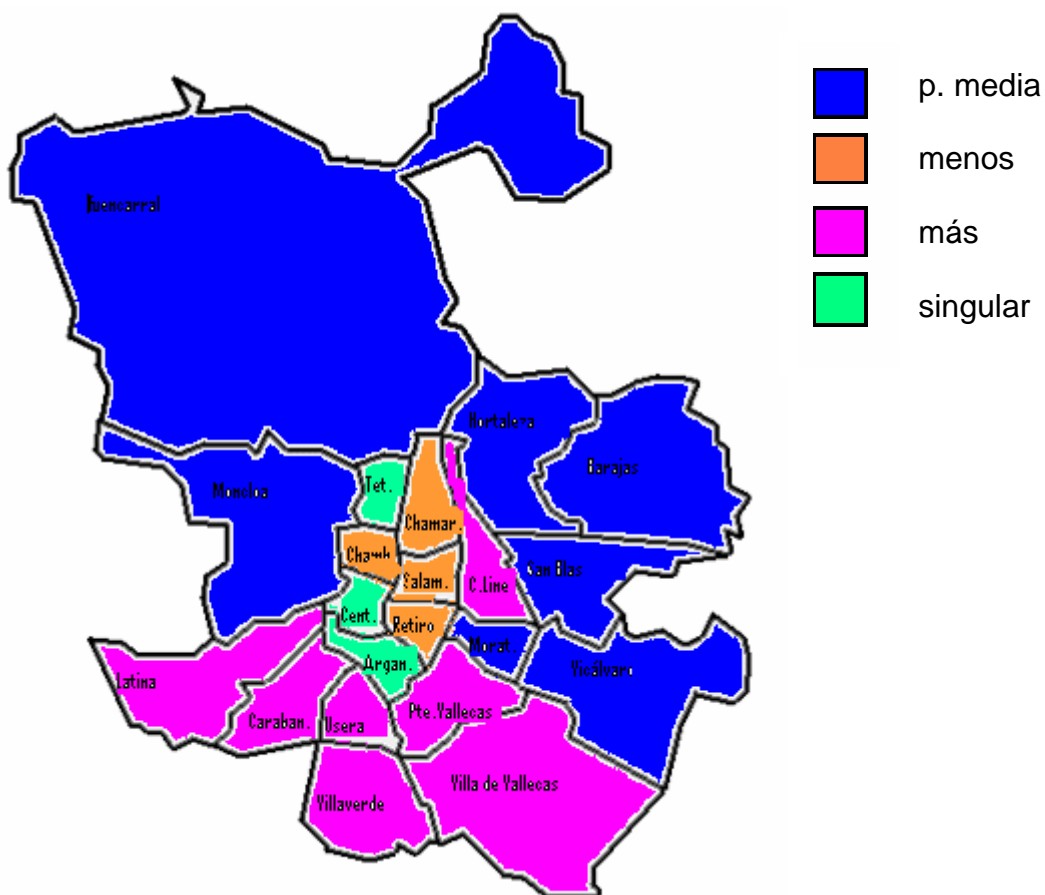 p. media
menos
más
singular
Fuencarral
Hortaleza
Barajas
Moncloa
Tet.
Chamar.
Chamb
San Blas
Salam.
C.Line
Cent.
Retiro
Morat.
Argan.
Vicálvaro
Latina
Pte.Vallecas
Caraban.
Usera
Villa de Vallecas
Villaverde